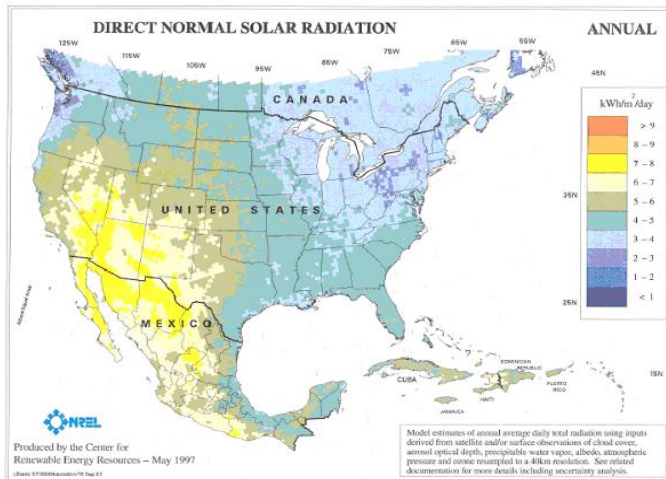 DIRECT NORMAL SOLAR RADIATION
ANNUAL
125W
115W
105W
95W
85W
75W
65W
55W
45N
CANADA
2
kWh/m /day
> 9
8 – 9
7 – 8
6 – 7
5 – 6
4 – 5
3 – 4
2 – 3
1 – 2
< 1
35N
UNITED STATES
25N
MEXICO
CUBA
DOMINICAN
REPUBLIC
PUERTO
RICO
HAITI
JAMAICA
15N
NREL
Produced by the Center for
Renewable Energy Resources – May 1997
Model estimates of annual average daily total radiation using inputs
derived from satellite and/or surface observations of cloud cover,
aerosol optical depth, precipitable water vapor, albedo, atmospheric
pressure and ozone resampled to a 40km resolution. See related
documentation for more details including uncertainty analysis.